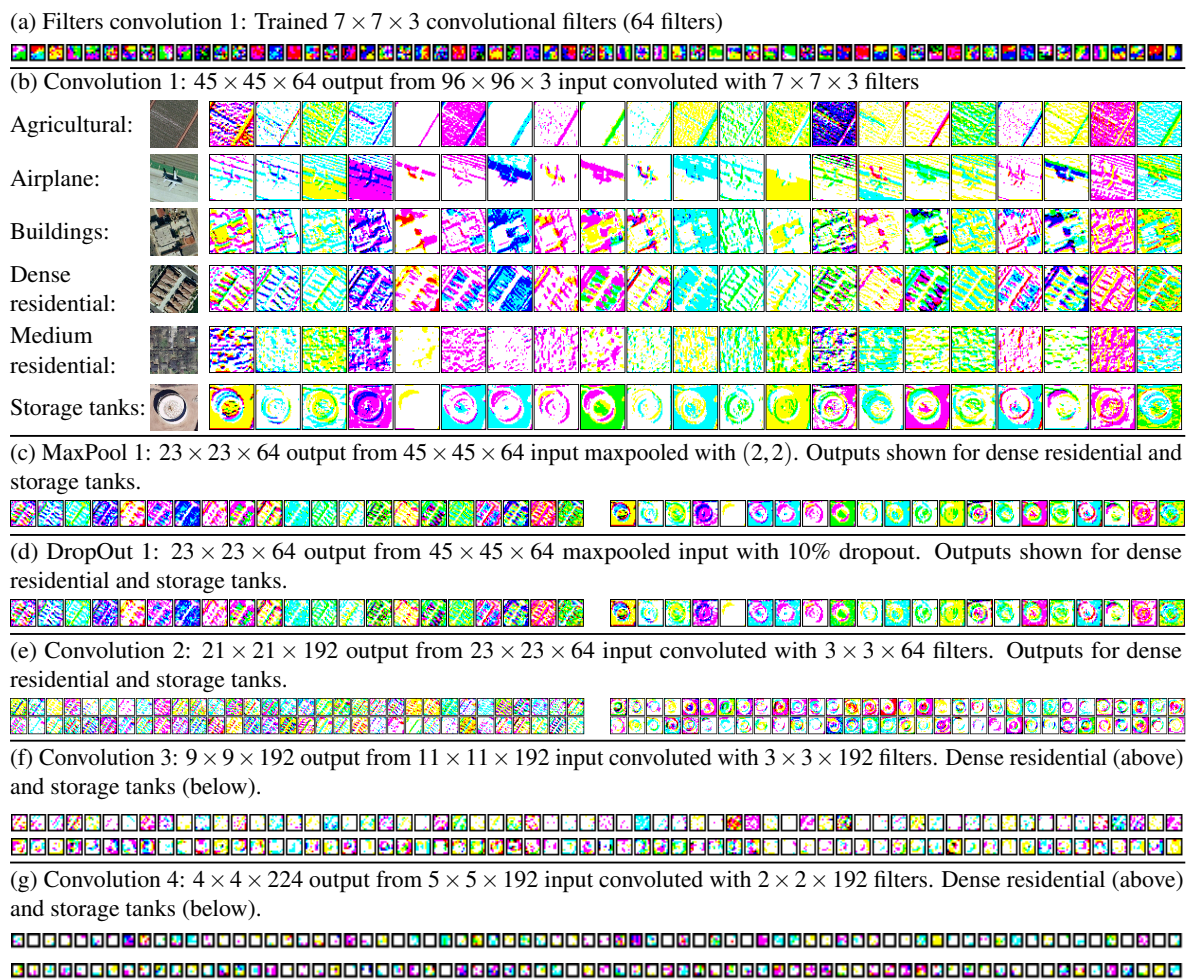 (a) Filters convolution 1: Trained 7 × 7 × 3 convolutional filters (64 filters)
(b) Convolution 1: 45 × 45 × 64 output from 96 × 96 × 3 input convoluted with 7 × 7 × 3 filters
Agricultural:
Airplane:
Buildings:
Dense
residential:
Medium
residential:
Storage tanks:
(c) MaxPool 1: 23 × 23 × 64 output from 45 × 45 × 64 input maxpooled with (2,2). Outputs shown for dense residential and
storage tanks.
(d) DropOut 1: 23 × 23 × 64 output from 45 × 45 × 64 maxpooled input with 10% dropout. Outputs shown for dense
residential and storage tanks.
(e) Convolution 2: 21 × 21 × 192 output from 23 × 23 × 64 input convoluted with 3 × 3 × 64 filters. Outputs for dense
residential and storage tanks.
(f) Convolution 3: 9 × 9 × 192 output from 11 × 11 × 192 input convoluted with 3 × 3 × 192 filters. Dense residential (above)
and storage tanks (below).
(g) Convolution 4: 4 × 4 × 224 output from 5 × 5 × 192 input convoluted with 2 × 2 × 192 filters. Dense residential (above)
and storage tanks (below).